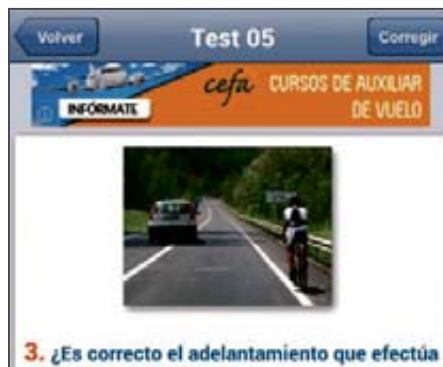 Volver Test 05 Corregir
cefa CURSOS DE AUXILIAR
INFÓRMATE DE VUELO
3. ¿Es correcto el adelantamiento que efectúa